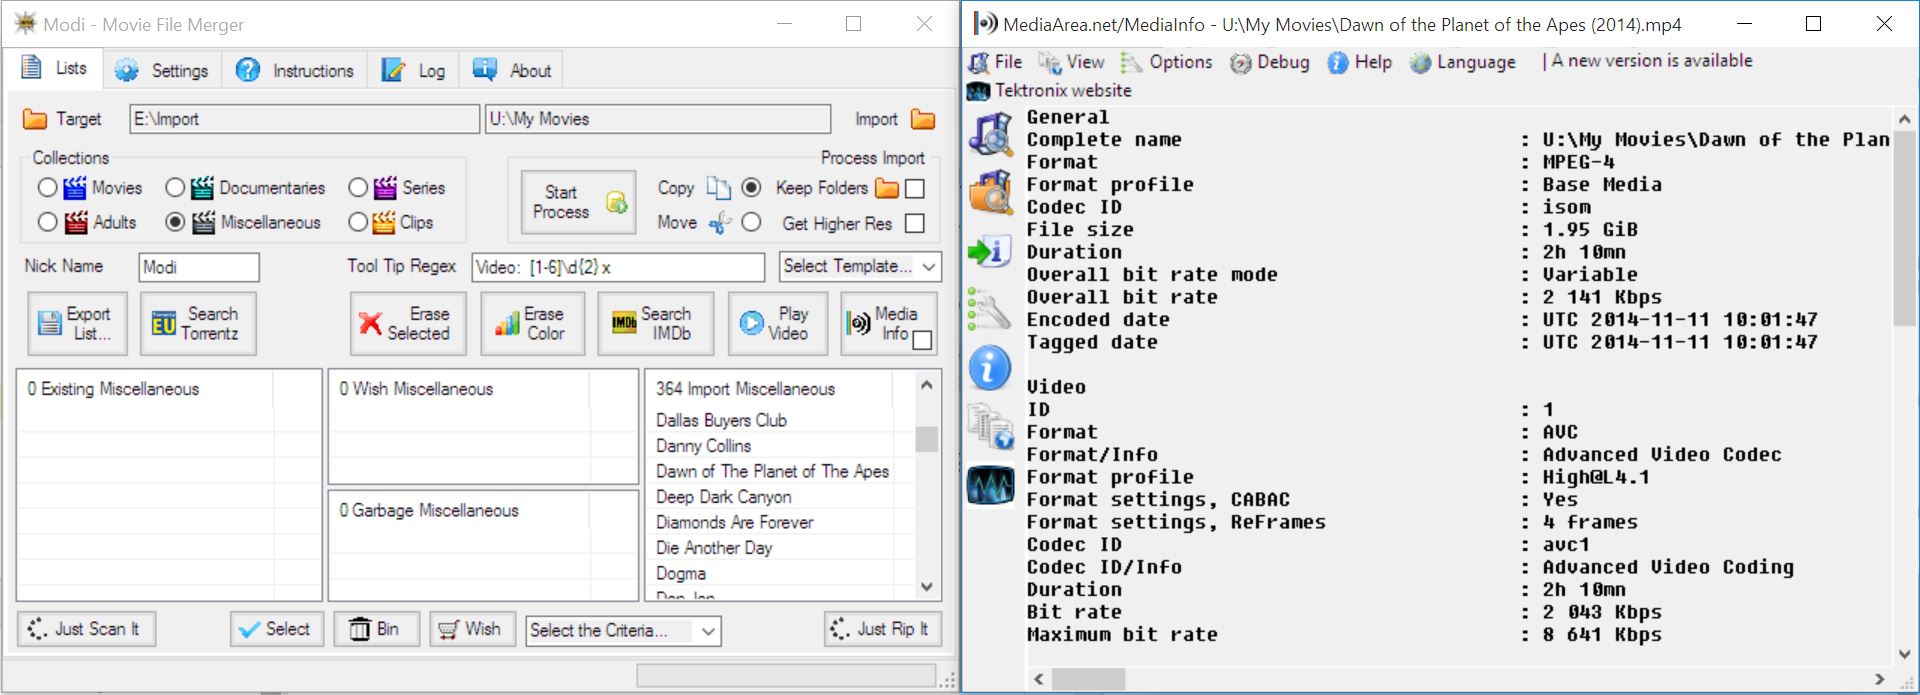 Modi - Movie File Merger
Lists Settings Instructions Log About
Target E:\Import U:\My Movies Import
Collections Process Import
Movies Documentaries Series Start Process Copy Keep Folders
Adults Miscellaneous Clips Move Get Higher Res
Nick Name Modi Tool Tip Regex Video: [1-6]\d{2}x Select Template...
Export List... EU Search Torrentz Erase Selected Erase Color IMDb Search IMDb Play Video Media Info
0 Existing Miscellaneous
0 Wish Miscellaneous
0 Garbage Miscellaneous
364 Import Miscellaneous
Dallas Buyers Club
Danny Collins
Dawn of The Planet of The Apes
Deep Dark Canyon
Diamonds Are Forever
Die Another Day
Dogma
Just Scan It Select Bin Wish Select the Criteria... Just Rip It
MediaArea.net/MediaInfo - U:\My Movies\Dawn of the Planet of the Apes (2014).mp4
File View Options Debug Help Language | A new version is available
Tektronix website
General
Complete name : U:\My Movies\Dawn of the Plan
Format : MPEG-4
Format profile : Base Media
Codec ID : isom
File size : 1.95 GiB
Duration : 2h 10mn
Overall bit rate mode : Variable
Overall bit rate : 2 141 Kbps
Encoded date : UTC 2014-11-11 10:01:47
Tagged date : UTC 2014-11-11 10:01:47
Video
ID : 1
Format : AVC
Format/Info : Advanced Video Codec
Format profile : High@L4.1
Format settings, CABAC : Yes
Format settings, ReFrames : 4 frames
Codec ID : avc1
Codec ID/Info : Advanced Video Coding
Duration : 2h 10mn
Bit rate : 2 043 Kbps
Maximum bit rate : 8 641 Kbps